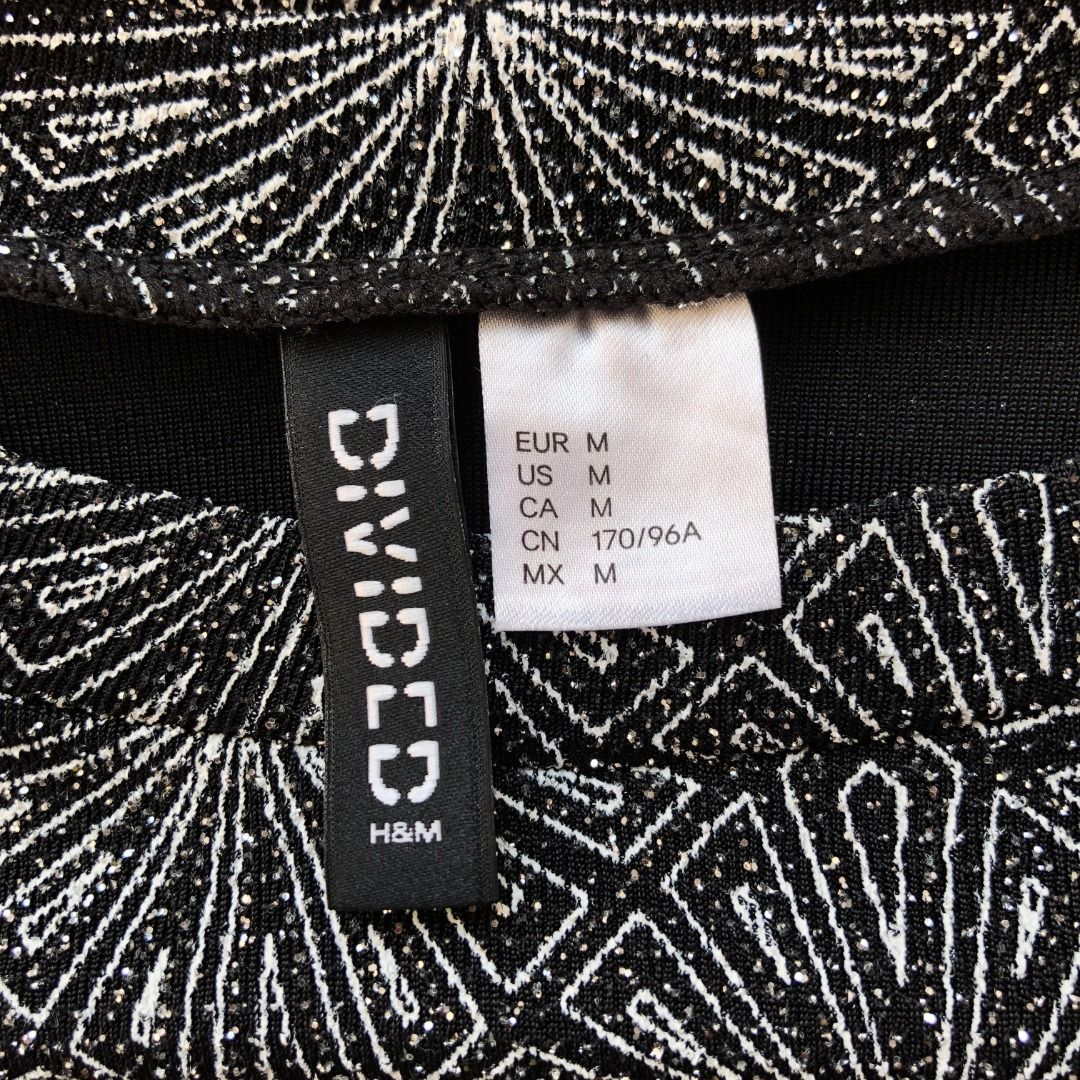 DIVIDED
H&M
EUR M
US M
CA M
CN 170/96A
MX M